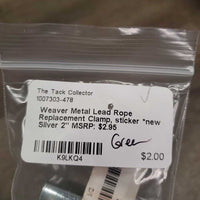 The Tack Collector
1007303-478
Weaver Metal Lead Rope
Replacement Clamp, sticker *new
Silver 2" MSRP: $2.95
Green
K9LKQ4
$2.00